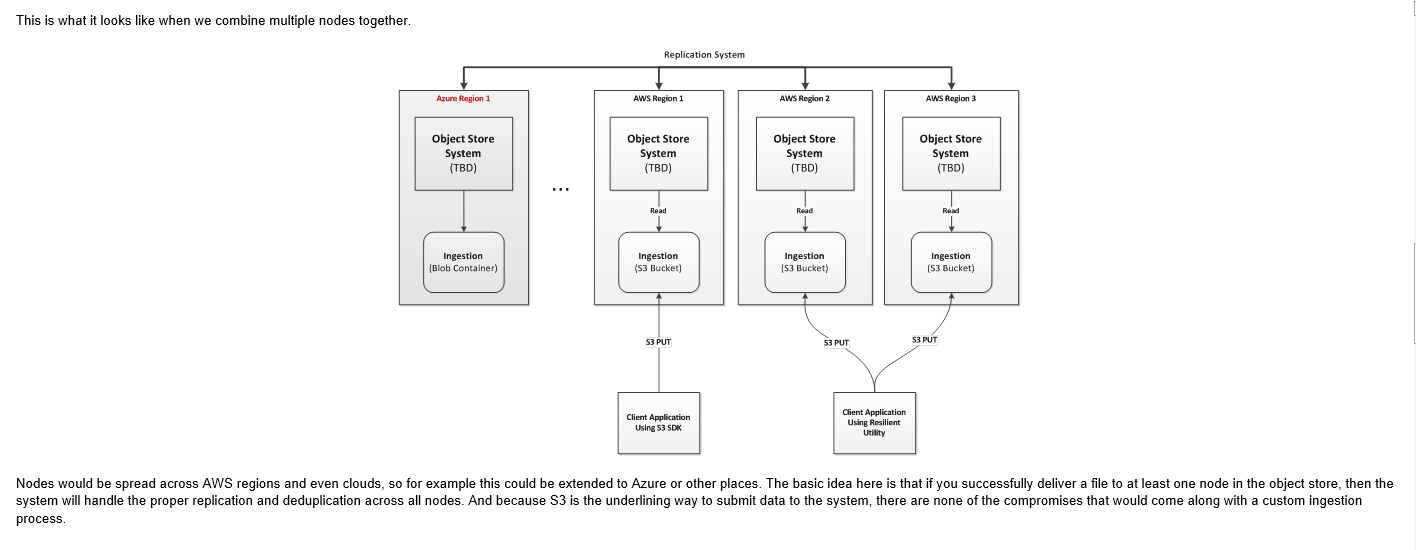 This is what it looks like when we combine multiple nodes together.
Replication System
Azure Region 1
Object Store
System
(TBD)
Ingestion
(Blob Container)
...
AWS Region 1
Object Store
System
(TBD)
Read
Ingestion
(S3 Bucket)
AWS Region 2
Object Store
System
(TBD)
Read
Ingestion
(S3 Bucket)
AWS Region 3
Object Store
System
(TBD)
Read
Ingestion
(S3 Bucket)
S3 PUT
S3 PUT
S3 PUT
Client Application
Using S3 SDK
Client Application
Using Resilient
Utility
Nodes would be spread across AWS regions and even clouds, so for example this could be extended to Azure or other places. The basic idea here is that if you successfully deliver a file to at least one node in the object store, then the
system will handle the proper replication and deduplication across all nodes. And because S3 is the underlining way to submit data to the system, there are none of the compromises that would come along with a custom ingestion
process.